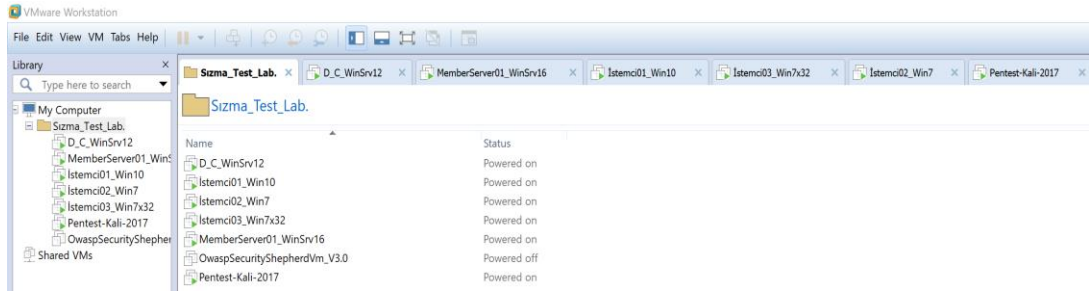 VMware Workstation
File Edit View VM Tabs Help
Library
Type here to search
My Computer
Sızma_Test_Lab.
D_C_WinSrv12
MemberServer01_WinS
İstemci01_Win10
İstemci02_Win7
İstemci03_Win7x32
Pentest-Kali-2017
OwaspSecurityShepher
Shared VMs
Sızma_Test_Lab. D_C_WinSrv12 MemberServer01_WinSrv16 İstemci01_Win10 İstemci03_Win7x32 İstemci02_Win7 Pentest-Kali-2017
Sızma_Test_Lab.
Name Status
D_C_WinSrv12 Powered on
İstemci01_Win10 Powered on
İstemci02_Win7 Powered on
İstemci03_Win7x32 Powered on
MemberServer01_WinSrv16 Powered on
OwaspSecurityShepherdVm_V3.0 Powered off
Pentest-Kali-2017 Powered on